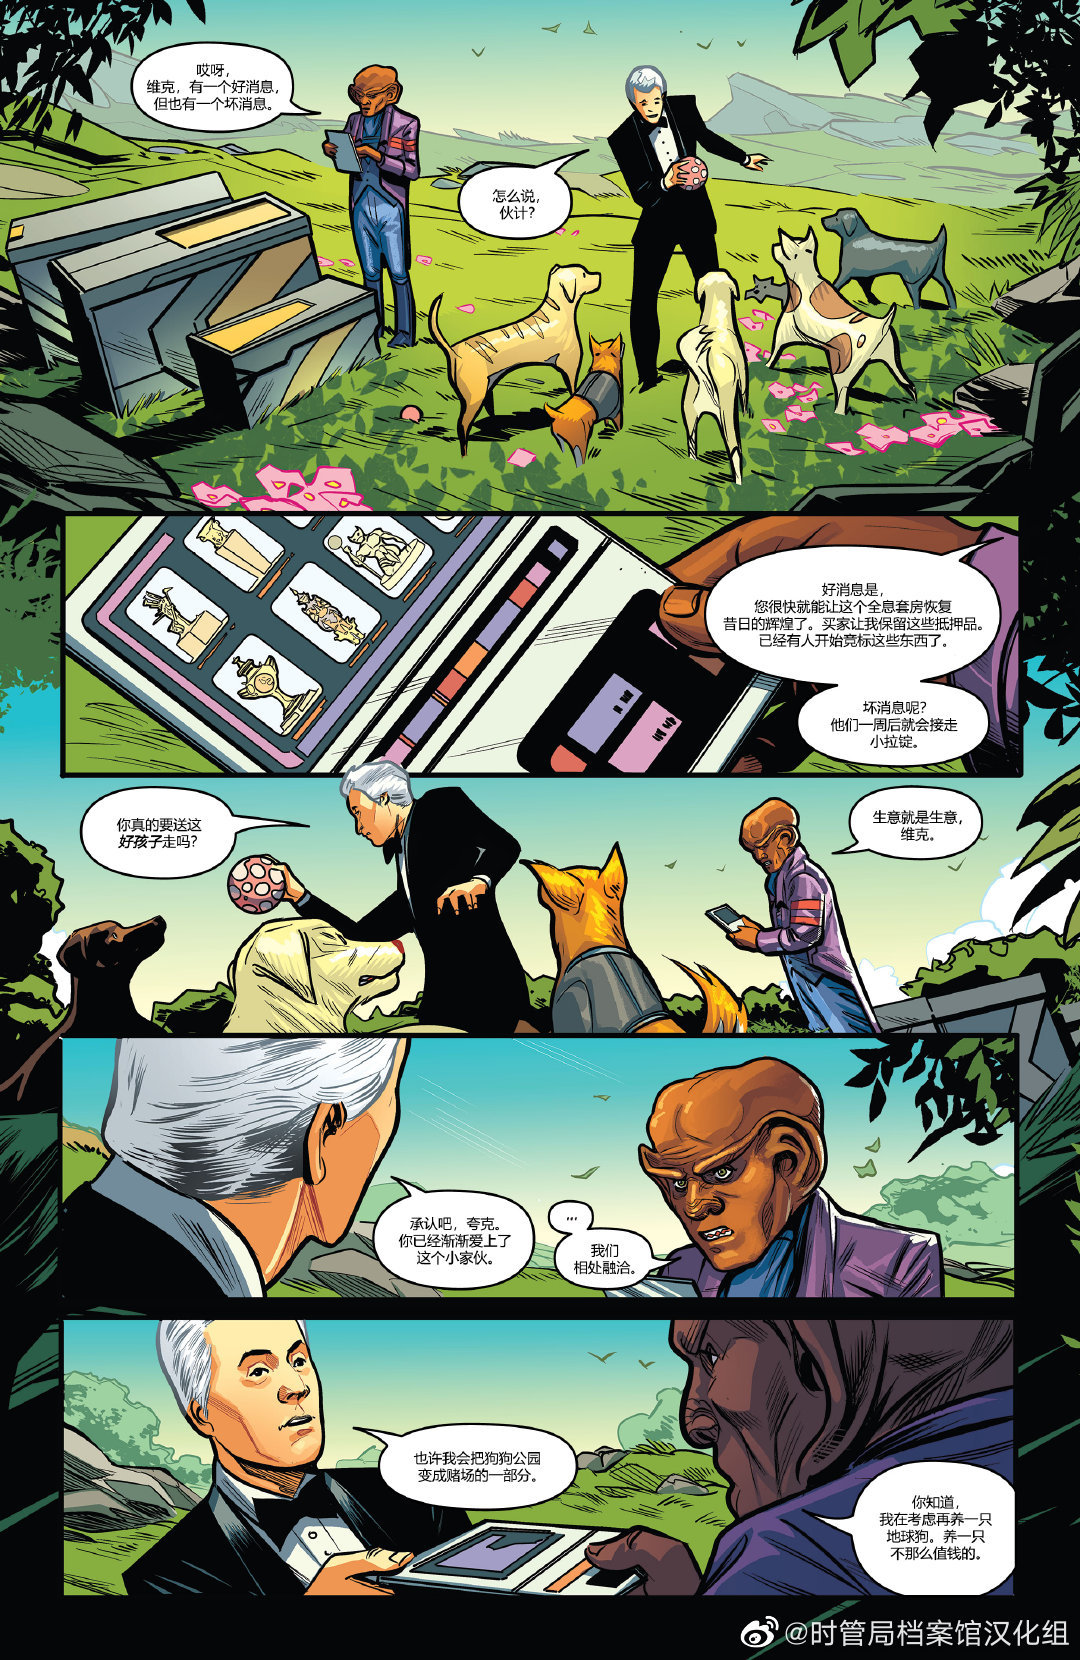 哎呀，
维克，有一个好消息，
但也有一个坏消息。
怎么说，
伙计？
好消息是，
您很快就能让这个全息套房恢复
昔日的辉煌了。买家让我保留这些抵押品。
已经有人开始竞标这些东西了。
坏消息呢？
他们一周后就会接走
小拉锭。
你真的要送这
好孩子走吗？
生意就是生意，
维克。
承认吧，夸克。
你已经渐渐爱上了
这个小家伙。
...
我们
相处融洽。
也许我会把狗狗公园
变成赌场的一部分。
你知道，
我在考虑再养一只
地球狗。养一只
不那么值钱的。
@时管局档案馆汉化组